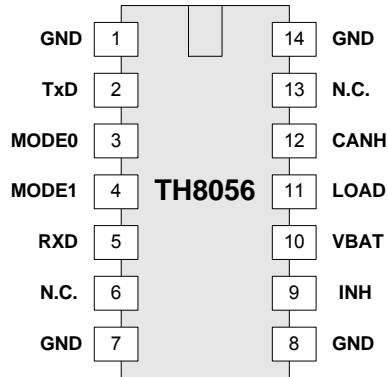 GND 1 14 GND
TxD 2 13 N.C.
MODE0 3 12 CANH
MODE1 4 TH8056 11 LOAD
RXD 5 10 VBAT
N.C. 6 9 INH
GND 7 8 GND